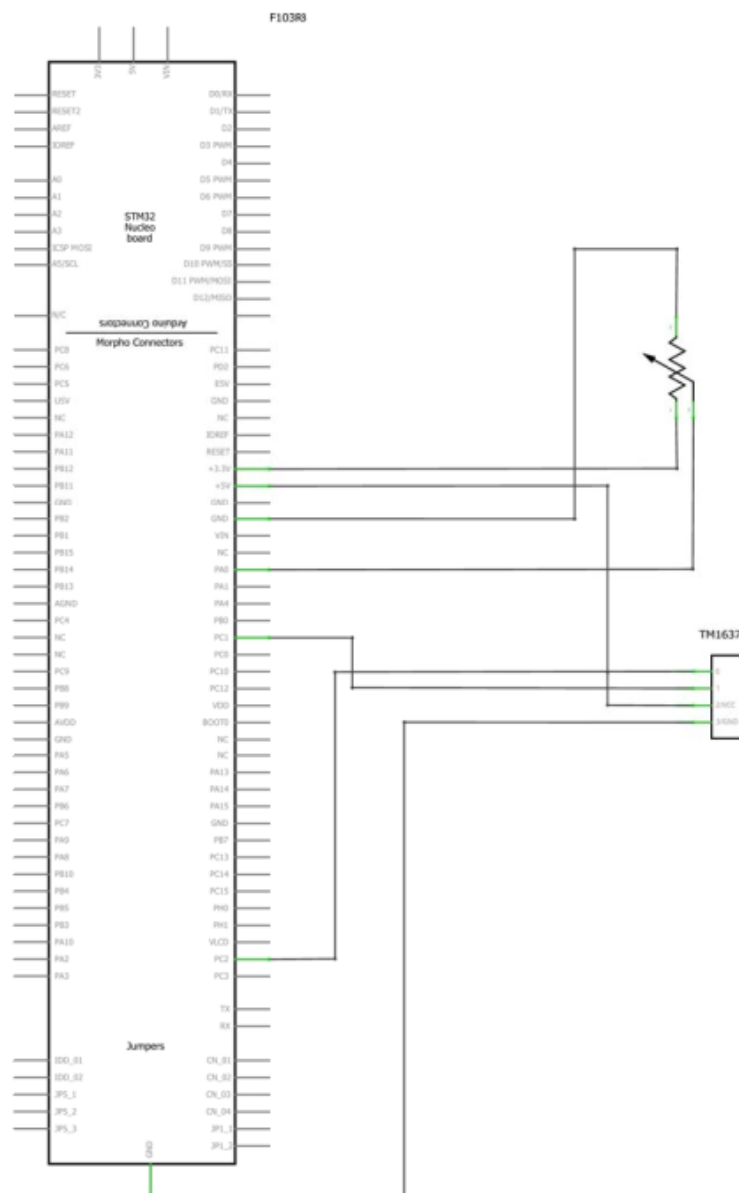 F103R8
3V3
5V
VIN
RESET
RESET2
AREF
IOREF
A0
A1
A2
A3
ICSP MOSI
A5/SCL
N/C
D0/RX
D1/TX
D2
D3 PWM
D4
D5 PWM
D6 PWM
D7
D8
D9 PWM
D10 PWM/SS
D11 PWM/MOSI
D12/MISO
STM32
Nucleo
board
Arduino Connectors
Morpho Connectors
PC8
PC6
PC5
U5V
NC
PA12
PA11
PB12
PB11
GND
PB2
PB1
PB15
PB14
PB13
AGND
PC4
NC
NC
PC9
PB8
PB9
AVDD
GND
PA5
PA6
PA7
PB6
PC7
PA9
PA8
PB10
PB4
PB5
PB3
PA10
PA2
PA3
PC11
PD2
E5V
GND
NC
IOREF
RESET
+3.3V
+5V
GND
GND
VIN
NC
PA0
PA1
PA4
PB0
PC1
PC0
PC10
PC12
VDD
BOOT0
NC
NC
PA13
PA14
PA15
GND
PB7
PC13
PC14
PC15
PH0
PH1
VLCD
PC2
PC3
TX
RX
Jumpers
IDD_01
IDD_02
JP5_1
JP5_2
JP5_3
CN_01
CN_02
CN_03
CN_04
JP1_1
JP1_2
GND
TM1637
0
1
2/VCC
3/GND